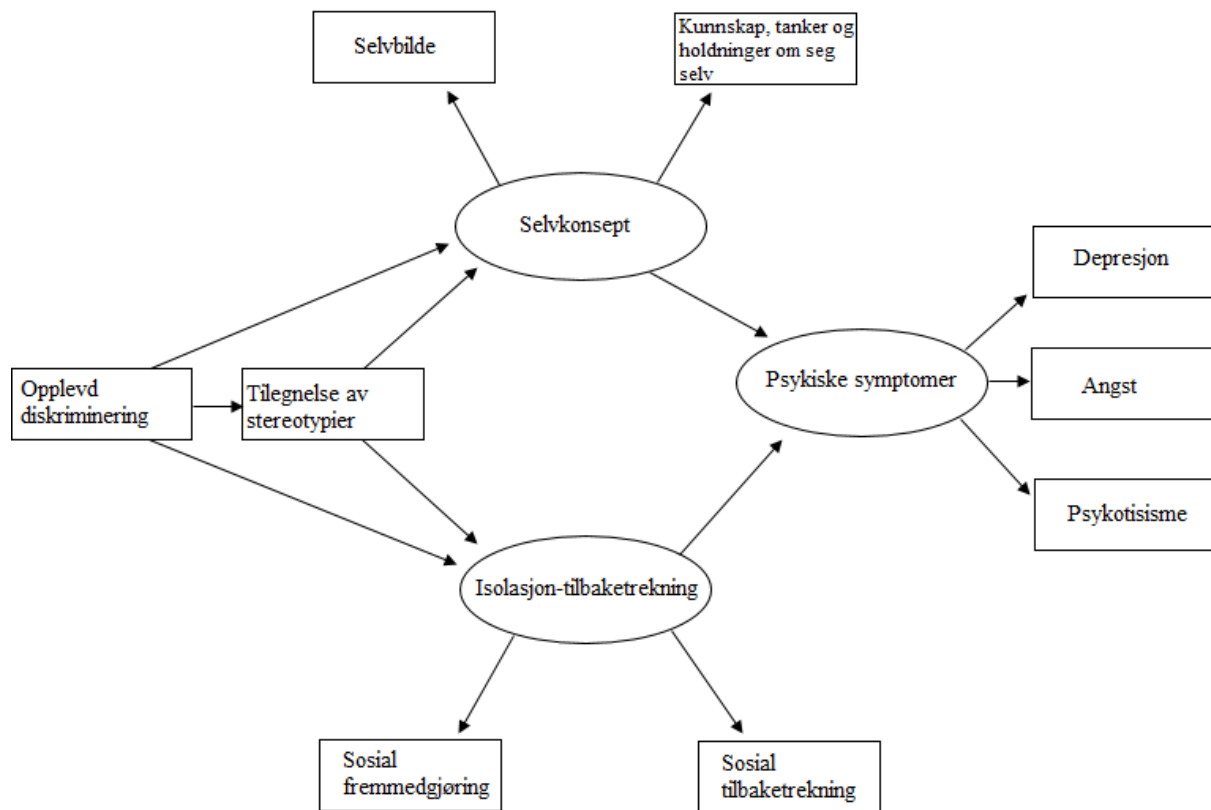 Selvbilde
Kunnskap, tanker og
holdninger om seg
selv
Selvkonsept
Depresjon
Psykiske symptomer
Angst
Opplevd
diskriminering
Tilegnelse av
stereotypier
Psykotisisme
Isolasjon-tilbaketrekning
Sosial
fremmedgjøring
Sosial
tilbaketrekning